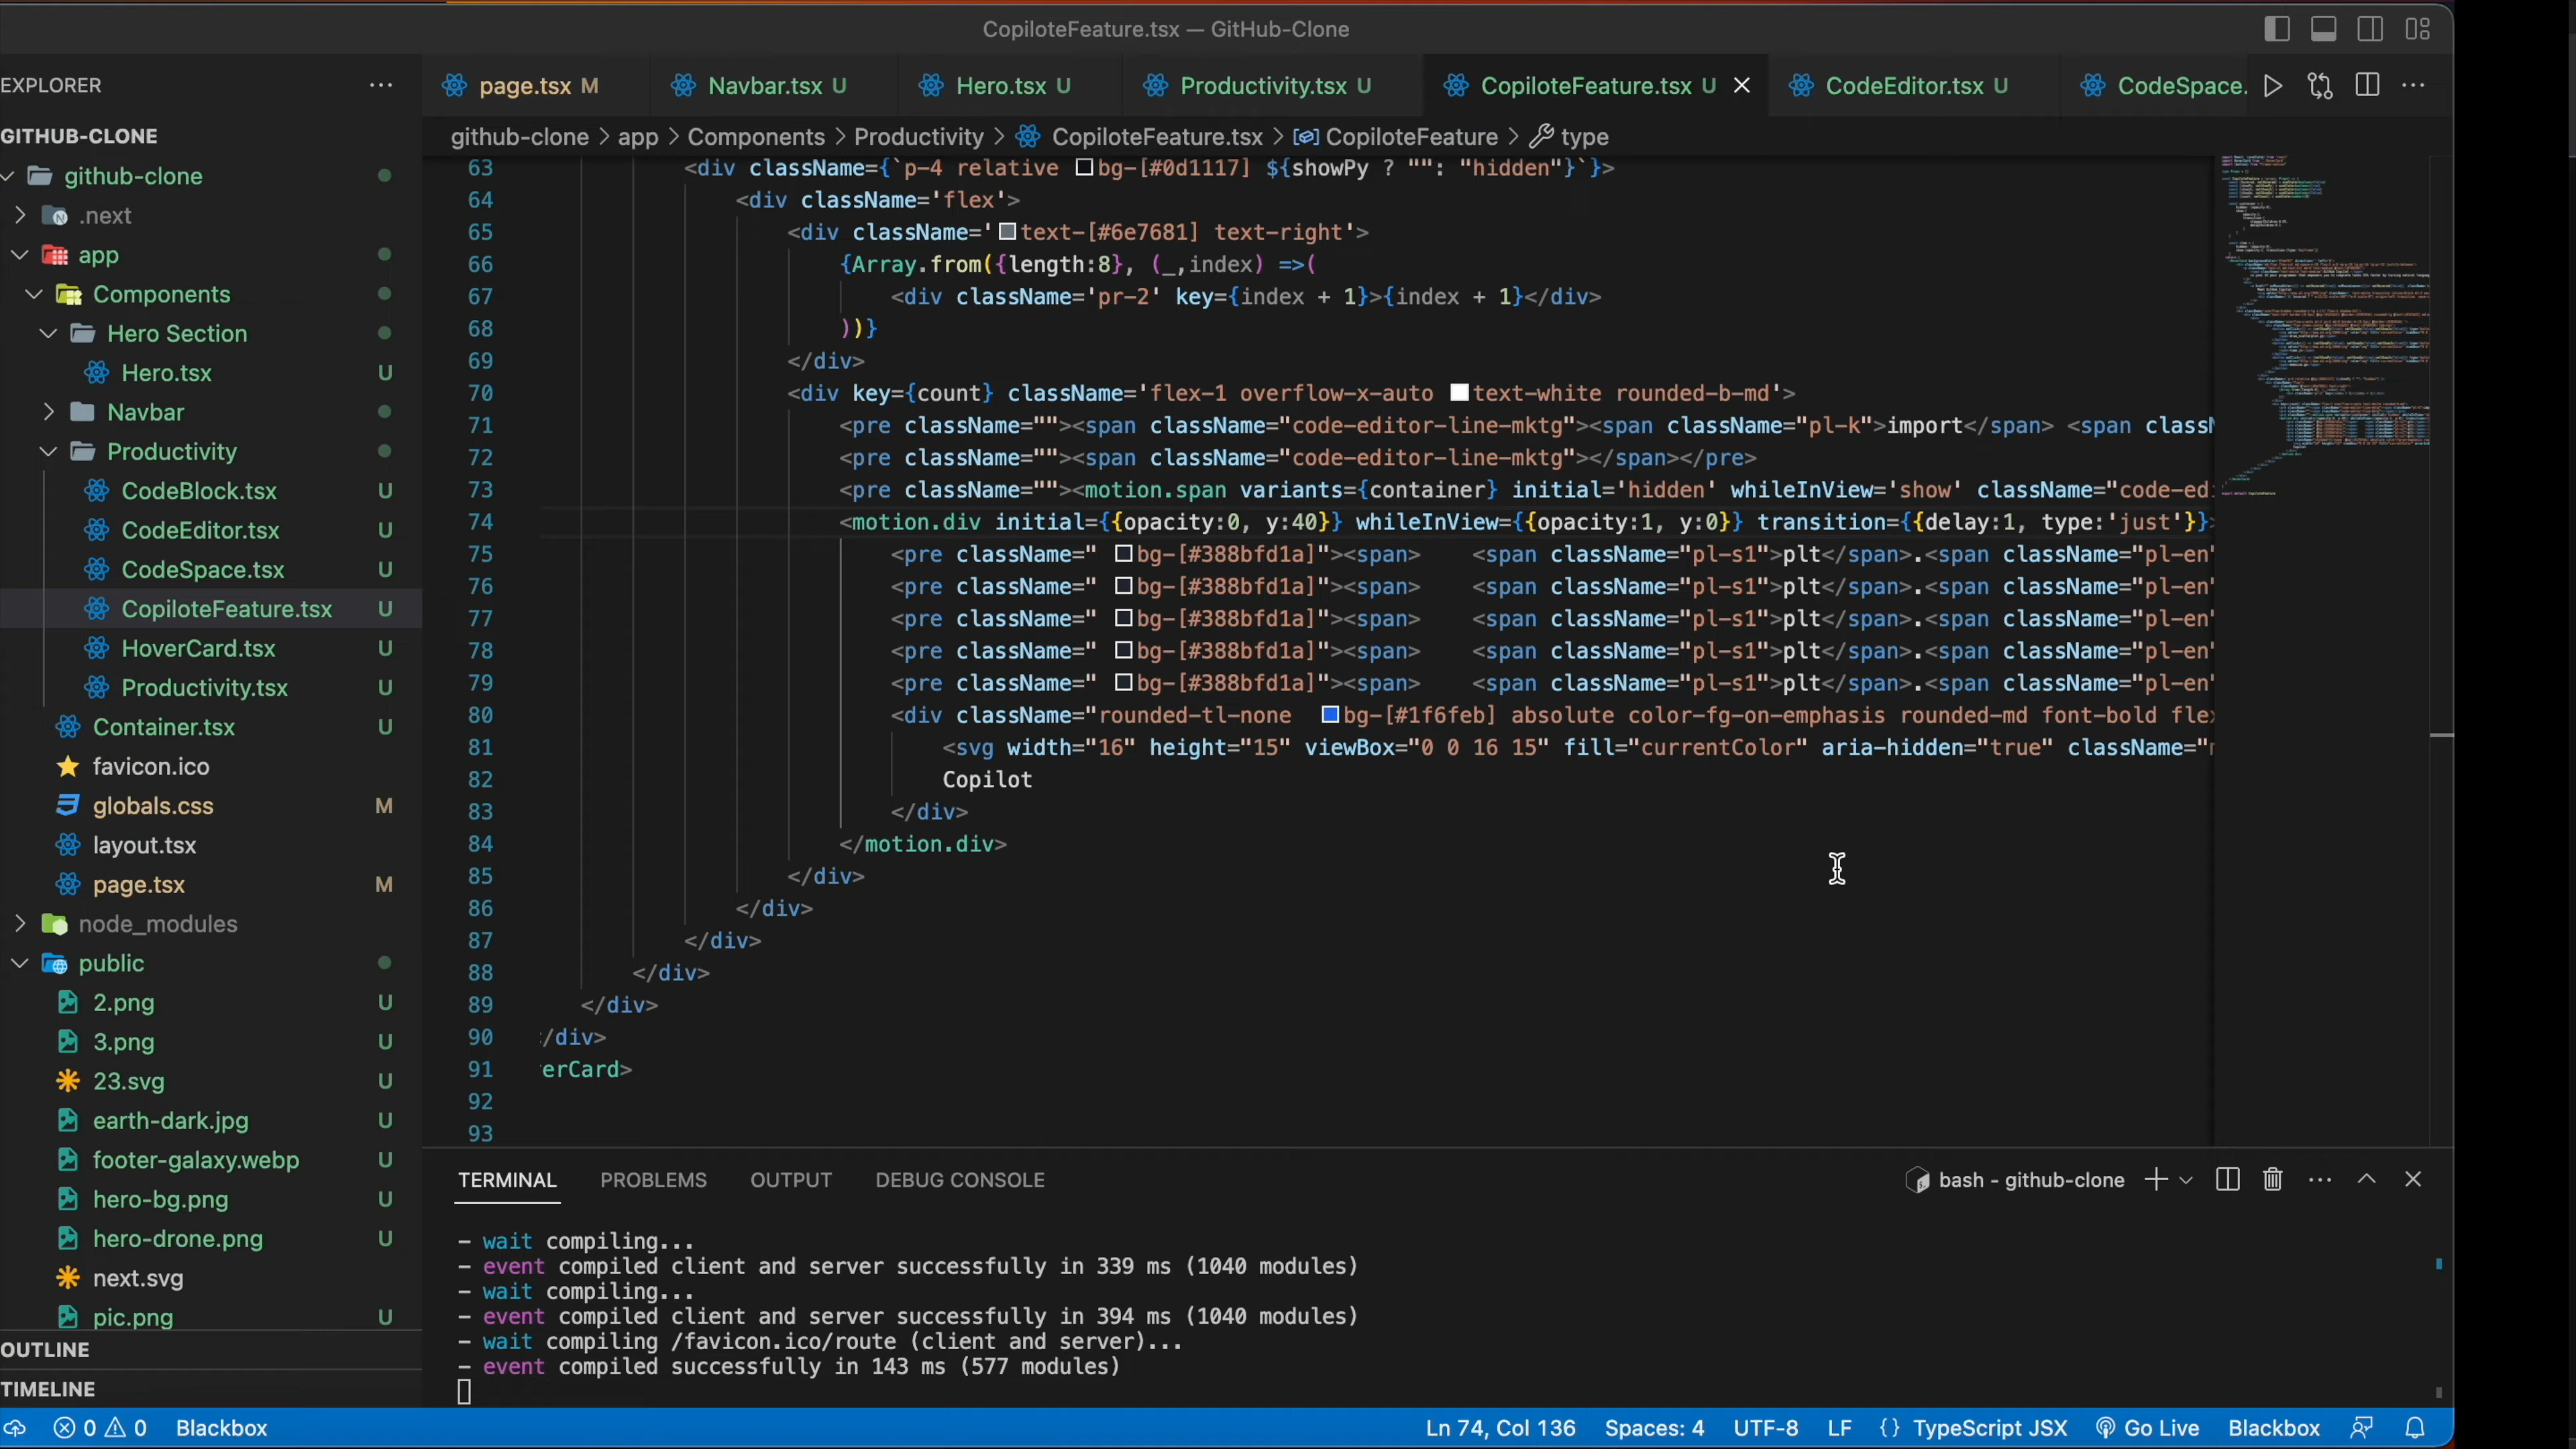 CopiloteFeature.tsx — GitHub-Clone
EXPLORER
page.tsx M
Navbar.tsx U
Hero.tsx U
Productivity.tsx U
CopiloteFeature.tsx U
CodeEditor.tsx U
CodeSpace.
GITHUB-CLONE
github-clone > app > Components > Productivity > CopiloteFeature.tsx > CopiloteFeature > type
github-clone
.next
app
Components
Hero Section
Hero.tsx U
Navbar
Productivity
CodeBlock.tsx U
CodeEditor.tsx U
CodeSpace.tsx U
CopiloteFeature.tsx U
HoverCard.tsx U
Productivity.tsx U
Container.tsx U
favicon.ico
globals.css M
layout.tsx
page.tsx M
node_modules
public
2.png U
3.png U
23.svg U
earth-dark.jpg U
footer-galaxy.webp U
hero-bg.png U
hero-drone.png U
next.svg
pic.png U
OUTLINE
TIMELINE
63 <div className={`p-4 relative bg-[#0d1117] ${showPy ? "": "hidden"}`}>
64 <div className='flex'>
65 <div className='text-[#6e7681] text-right'>
66 {Array.from({length:8}, (_,index) =>(
67 <div className='pr-2' key={index + 1}>{index + 1}</div>
68 ))}
69 </div>
70 <div key={count} className='flex-1 overflow-x-auto text-white rounded-b-md'>
71 <pre className=""><span className="code-editor-line-mktg"><span className="pl-k">import</span> <span classN
72 <pre className=""><span className="code-editor-line-mktg"></span></pre>
73 <pre className=""><motion.span variants={container} initial='hidden' whileInView='show' className="code-edi
74 <motion.div initial={{opacity:0, y:40}} whileInView={{opacity:1, y:0}} transition={{delay:1, type:'just'}}>
75 <pre className=" bg-[#388bfd1a]"><span> <span className="pl-s1">plt</span>.<span className="pl-en"
76 <pre className=" bg-[#388bfd1a]"><span> <span className="pl-s1">plt</span>.<span className="pl-en"
77 <pre className=" bg-[#388bfd1a]"><span> <span className="pl-s1">plt</span>.<span className="pl-en"
78 <pre className=" bg-[#388bfd1a]"><span> <span className="pl-s1">plt</span>.<span className="pl-en"
79 <pre className=" bg-[#388bfd1a]"><span> <span className="pl-s1">plt</span>.<span className="pl-en"
80 <div className="rounded-tl-none bg-[#1f6feb] absolute color-fg-on-emphasis rounded-md font-bold flex
81 <svg width="16" height="15" viewBox="0 0 16 15" fill="currentColor" aria-hidden="true" className="
82 Copilot
83 </div>
84 </motion.div>
85 </div>
86 </div>
87 </div>
88 </div>
89 </div>
90 /div>
91 erCard>
92
93
TERMINAL PROBLEMS OUTPUT DEBUG CONSOLE
bash - github-clone
- wait compiling...
- event compiled client and server successfully in 339 ms (1040 modules)
- wait compiling...
- event compiled client and server successfully in 394 ms (1040 modules)
- wait compiling /favicon.ico/route (client and server)...
- event compiled successfully in 143 ms (577 modules)
0 0 Blackbox
Ln 74, Col 136 Spaces: 4 UTF-8 LF {} TypeScript JSX Go Live Blackbox